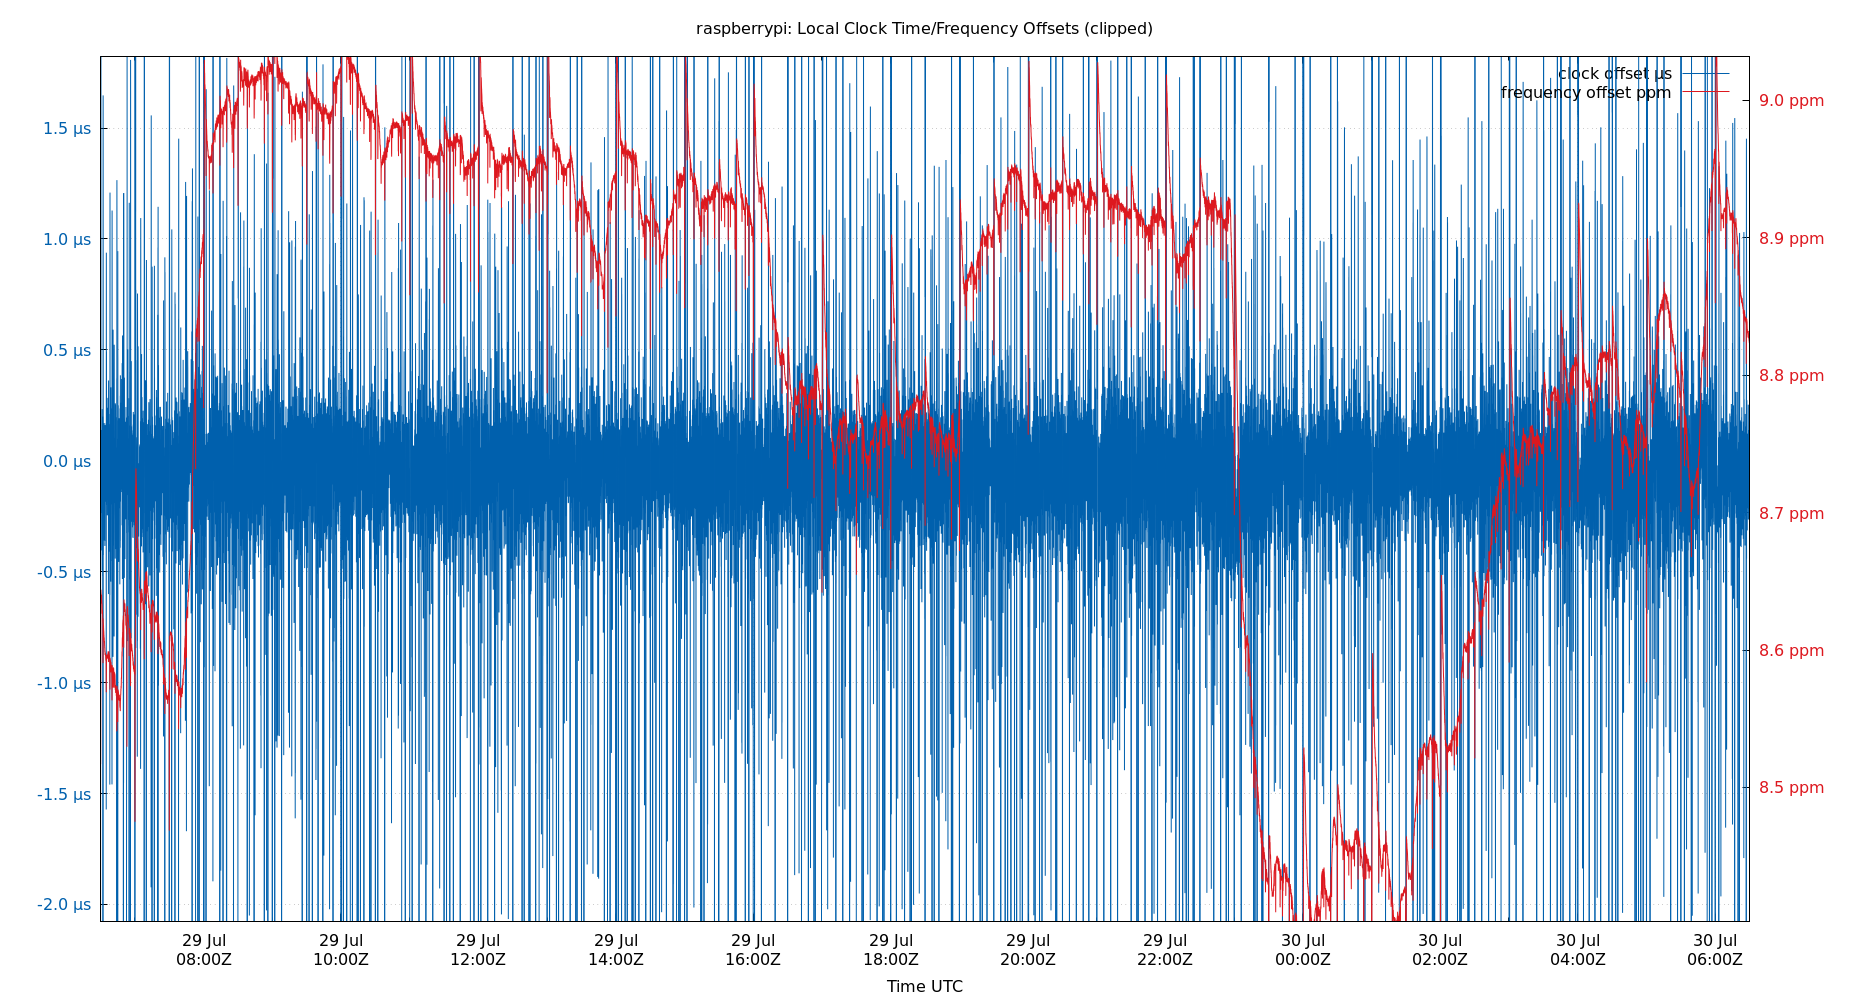 raspberrypi: Local Clock Time/Frequency Offsets (clipped)
clock offset µs
frequency offset ppm
1.5 µs
1.0 µs
0.5 µs
0.0 µs
-0.5 µs
-1.0 µs
-1.5 µs
-2.0 µs
9.0 ppm
8.9 ppm
8.8 ppm
8.7 ppm
8.6 ppm
8.5 ppm
29 Jul 29 Jul 29 Jul 29 Jul 29 Jul 29 Jul 29 Jul 29 Jul 30 Jul 30 Jul 30 Jul 30 Jul
08:00Z 10:00Z 12:00Z 14:00Z 16:00Z 18:00Z 20:00Z 22:00Z 00:00Z 02:00Z 04:00Z 06:00Z
Time UTC